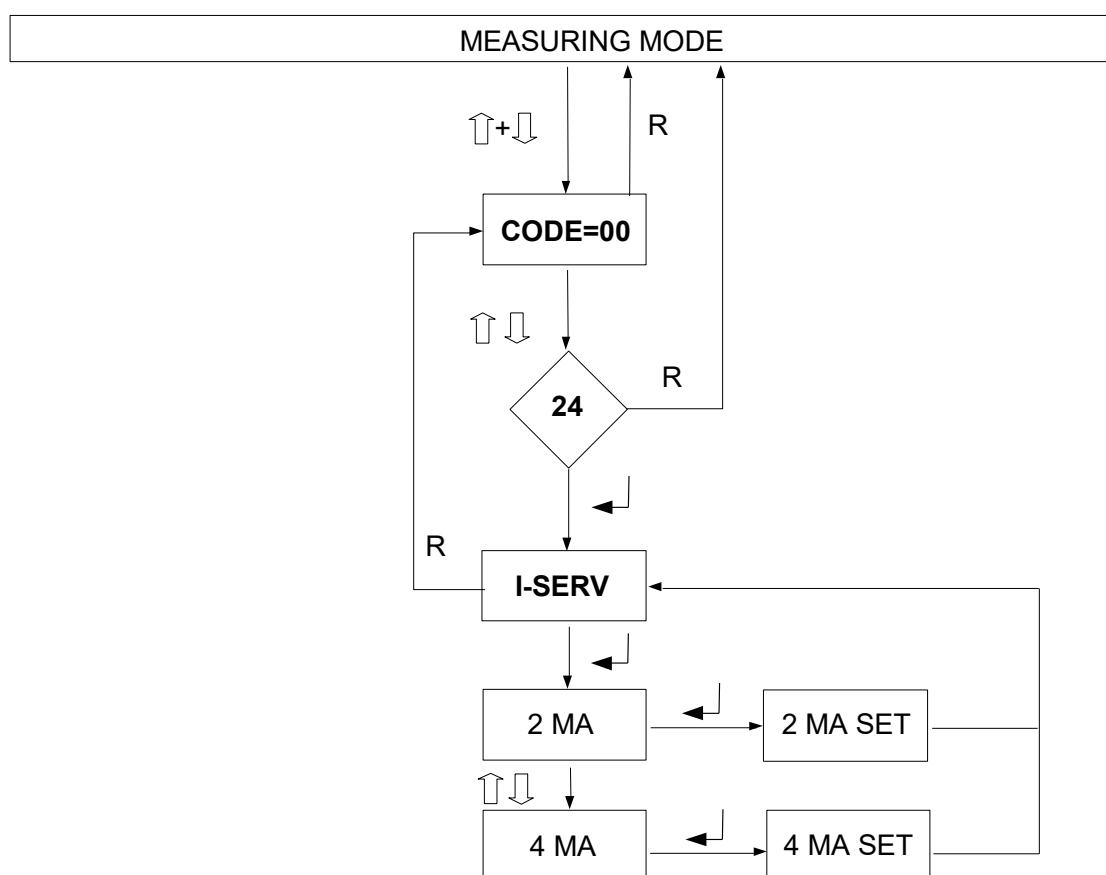 MEASURING MODE
⇧+⇩
R
CODE=00
⇧ ⇩
R
24
R
I-SERV
2 MA
2 MA SET
⇧ ⇩
4 MA
4 MA SET